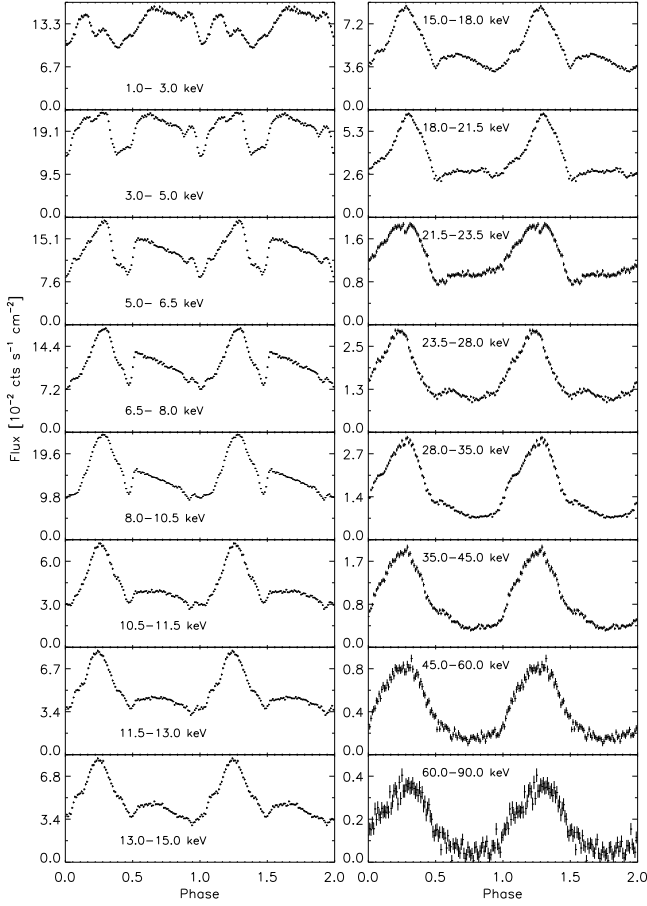 Flux [10⁻² cts s⁻¹ cm⁻²]
13.3
6.7
0.0
1.0− 3.0 keV
19.1
9.5
0.0
3.0− 5.0 keV
15.1
7.6
0.0
5.0− 6.5 keV
14.4
7.2
0.0
6.5− 8.0 keV
19.6
9.8
0.0
8.0−10.5 keV
6.0
3.0
0.0
10.5−11.5 keV
6.7
3.4
0.0
11.5−13.0 keV
6.8
3.4
0.0
13.0−15.0 keV
0.0 0.5 1.0 1.5 2.0
Phase
7.2
3.6
0.0
15.0−18.0 keV
5.3
2.6
0.0
18.0−21.5 keV
1.6
0.8
0.0
21.5−23.5 keV
2.5
1.3
0.0
23.5−28.0 keV
2.7
1.4
0.0
28.0−35.0 keV
1.7
0.8
0.0
35.0−45.0 keV
0.8
0.4
0.0
45.0−60.0 keV
0.4
0.2
0.0
60.0−90.0 keV
0.0 0.5 1.0 1.5 2.0
Phase